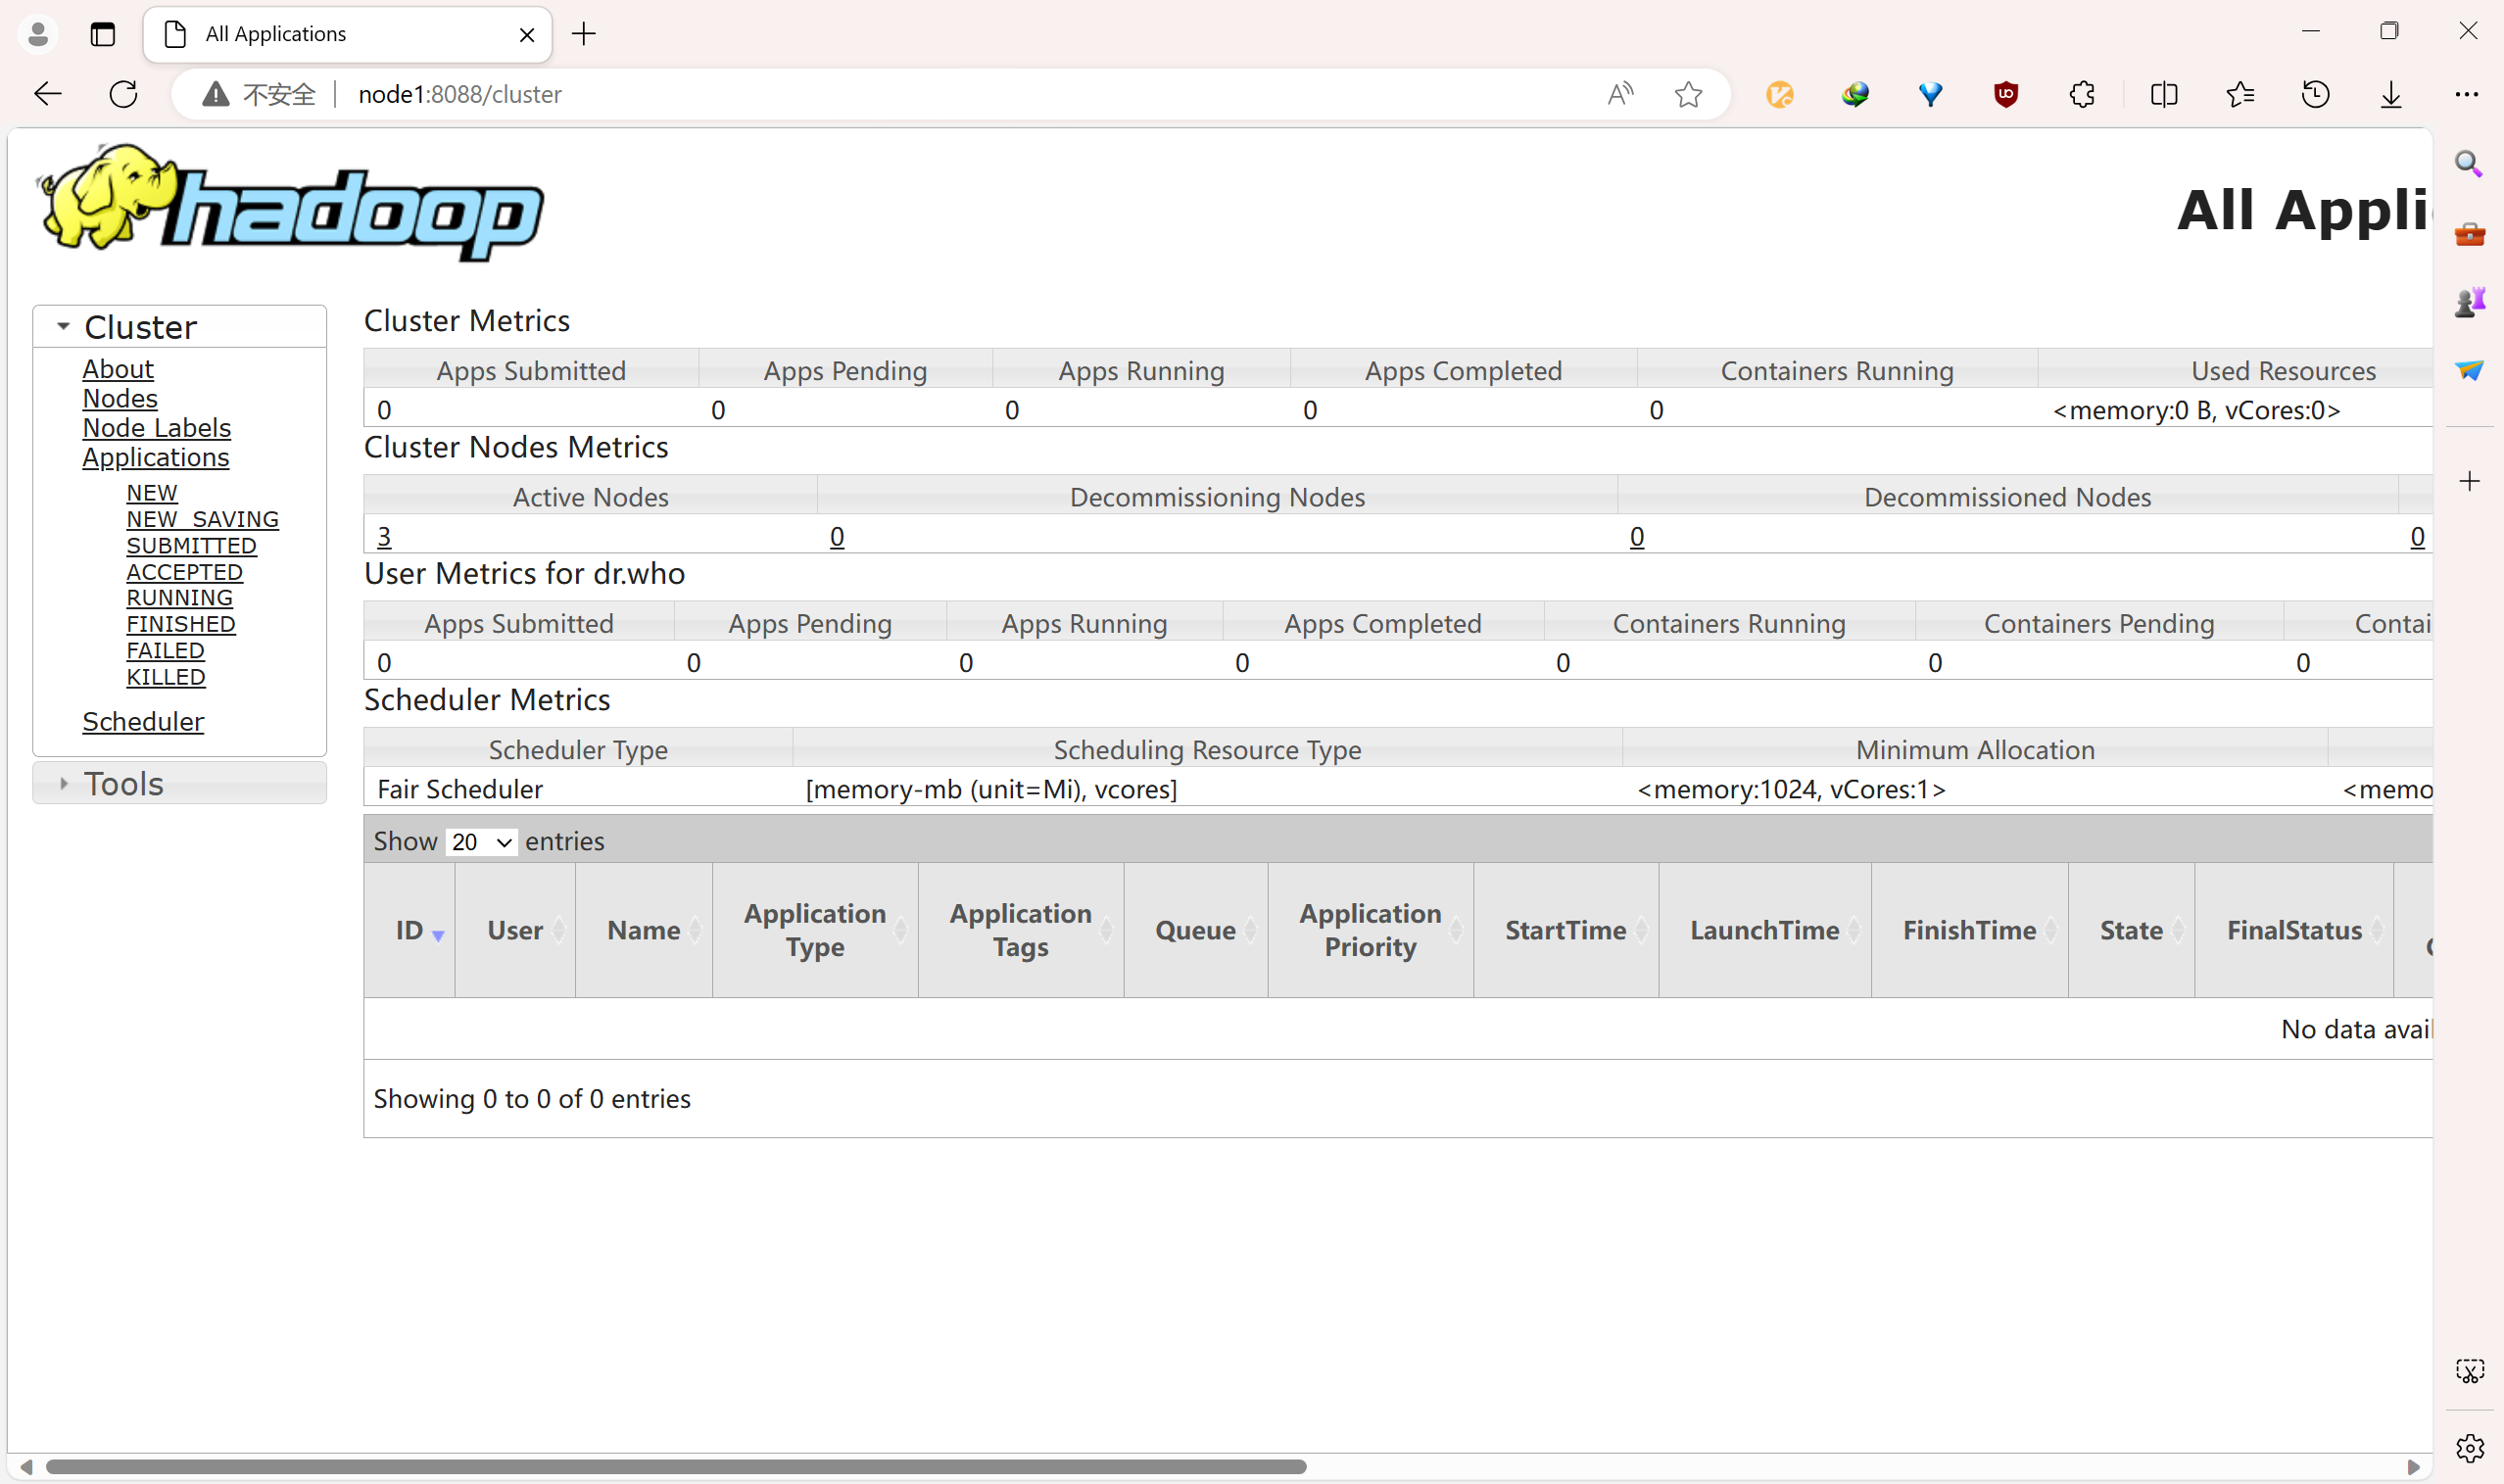 All Applications
不安全 node1:8088/cluster
hadoop
All Appli
Cluster
About
Nodes
Node Labels
Applications
NEW
NEW_SAVING
SUBMITTED
ACCEPTED
RUNNING
FINISHED
FAILED
KILLED
Scheduler
Tools
Cluster Metrics
Apps Submitted Apps Pending Apps Running Apps Completed Containers Running Used Resources
0 0 0 0 0 <memory:0 B, vCores:0>
Cluster Nodes Metrics
Active Nodes Decommissioning Nodes Decommissioned Nodes
3 0 0 0
User Metrics for dr.who
Apps Submitted Apps Pending Apps Running Apps Completed Containers Running Containers Pending Contai
0 0 0 0 0 0 0
Scheduler Metrics
Scheduler Type Scheduling Resource Type Minimum Allocation
Fair Scheduler [memory-mb (unit=Mi), vcores] <memory:1024, vCores:1> <memo
Show 20 entries
ID User Name Application Type Application Tags Queue Application Priority StartTime LaunchTime FinishTime State FinalStatus
No data avail
Showing 0 to 0 of 0 entries